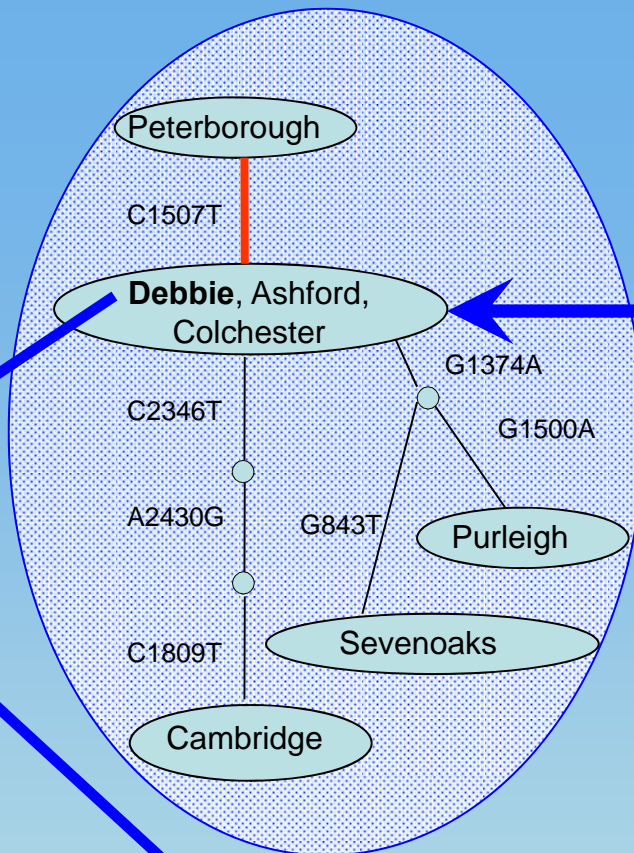 Peterborough
C1507T
Debbie, Ashford,
Colchester
G1374A
C2346T
G1500A
A2430G
G843T
Purleigh
C1809T
Sevenoaks
Cambridge